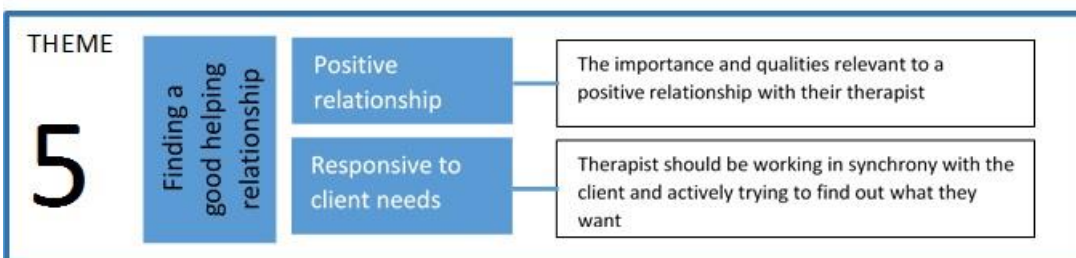 THEME
5
Finding a
good helping
relationship
Positive
relationship
The importance and qualities relevant to a
positive relationship with their therapist
Responsive to
client needs
Therapist should be working in synchrony with the
client and actively trying to find out what they
want